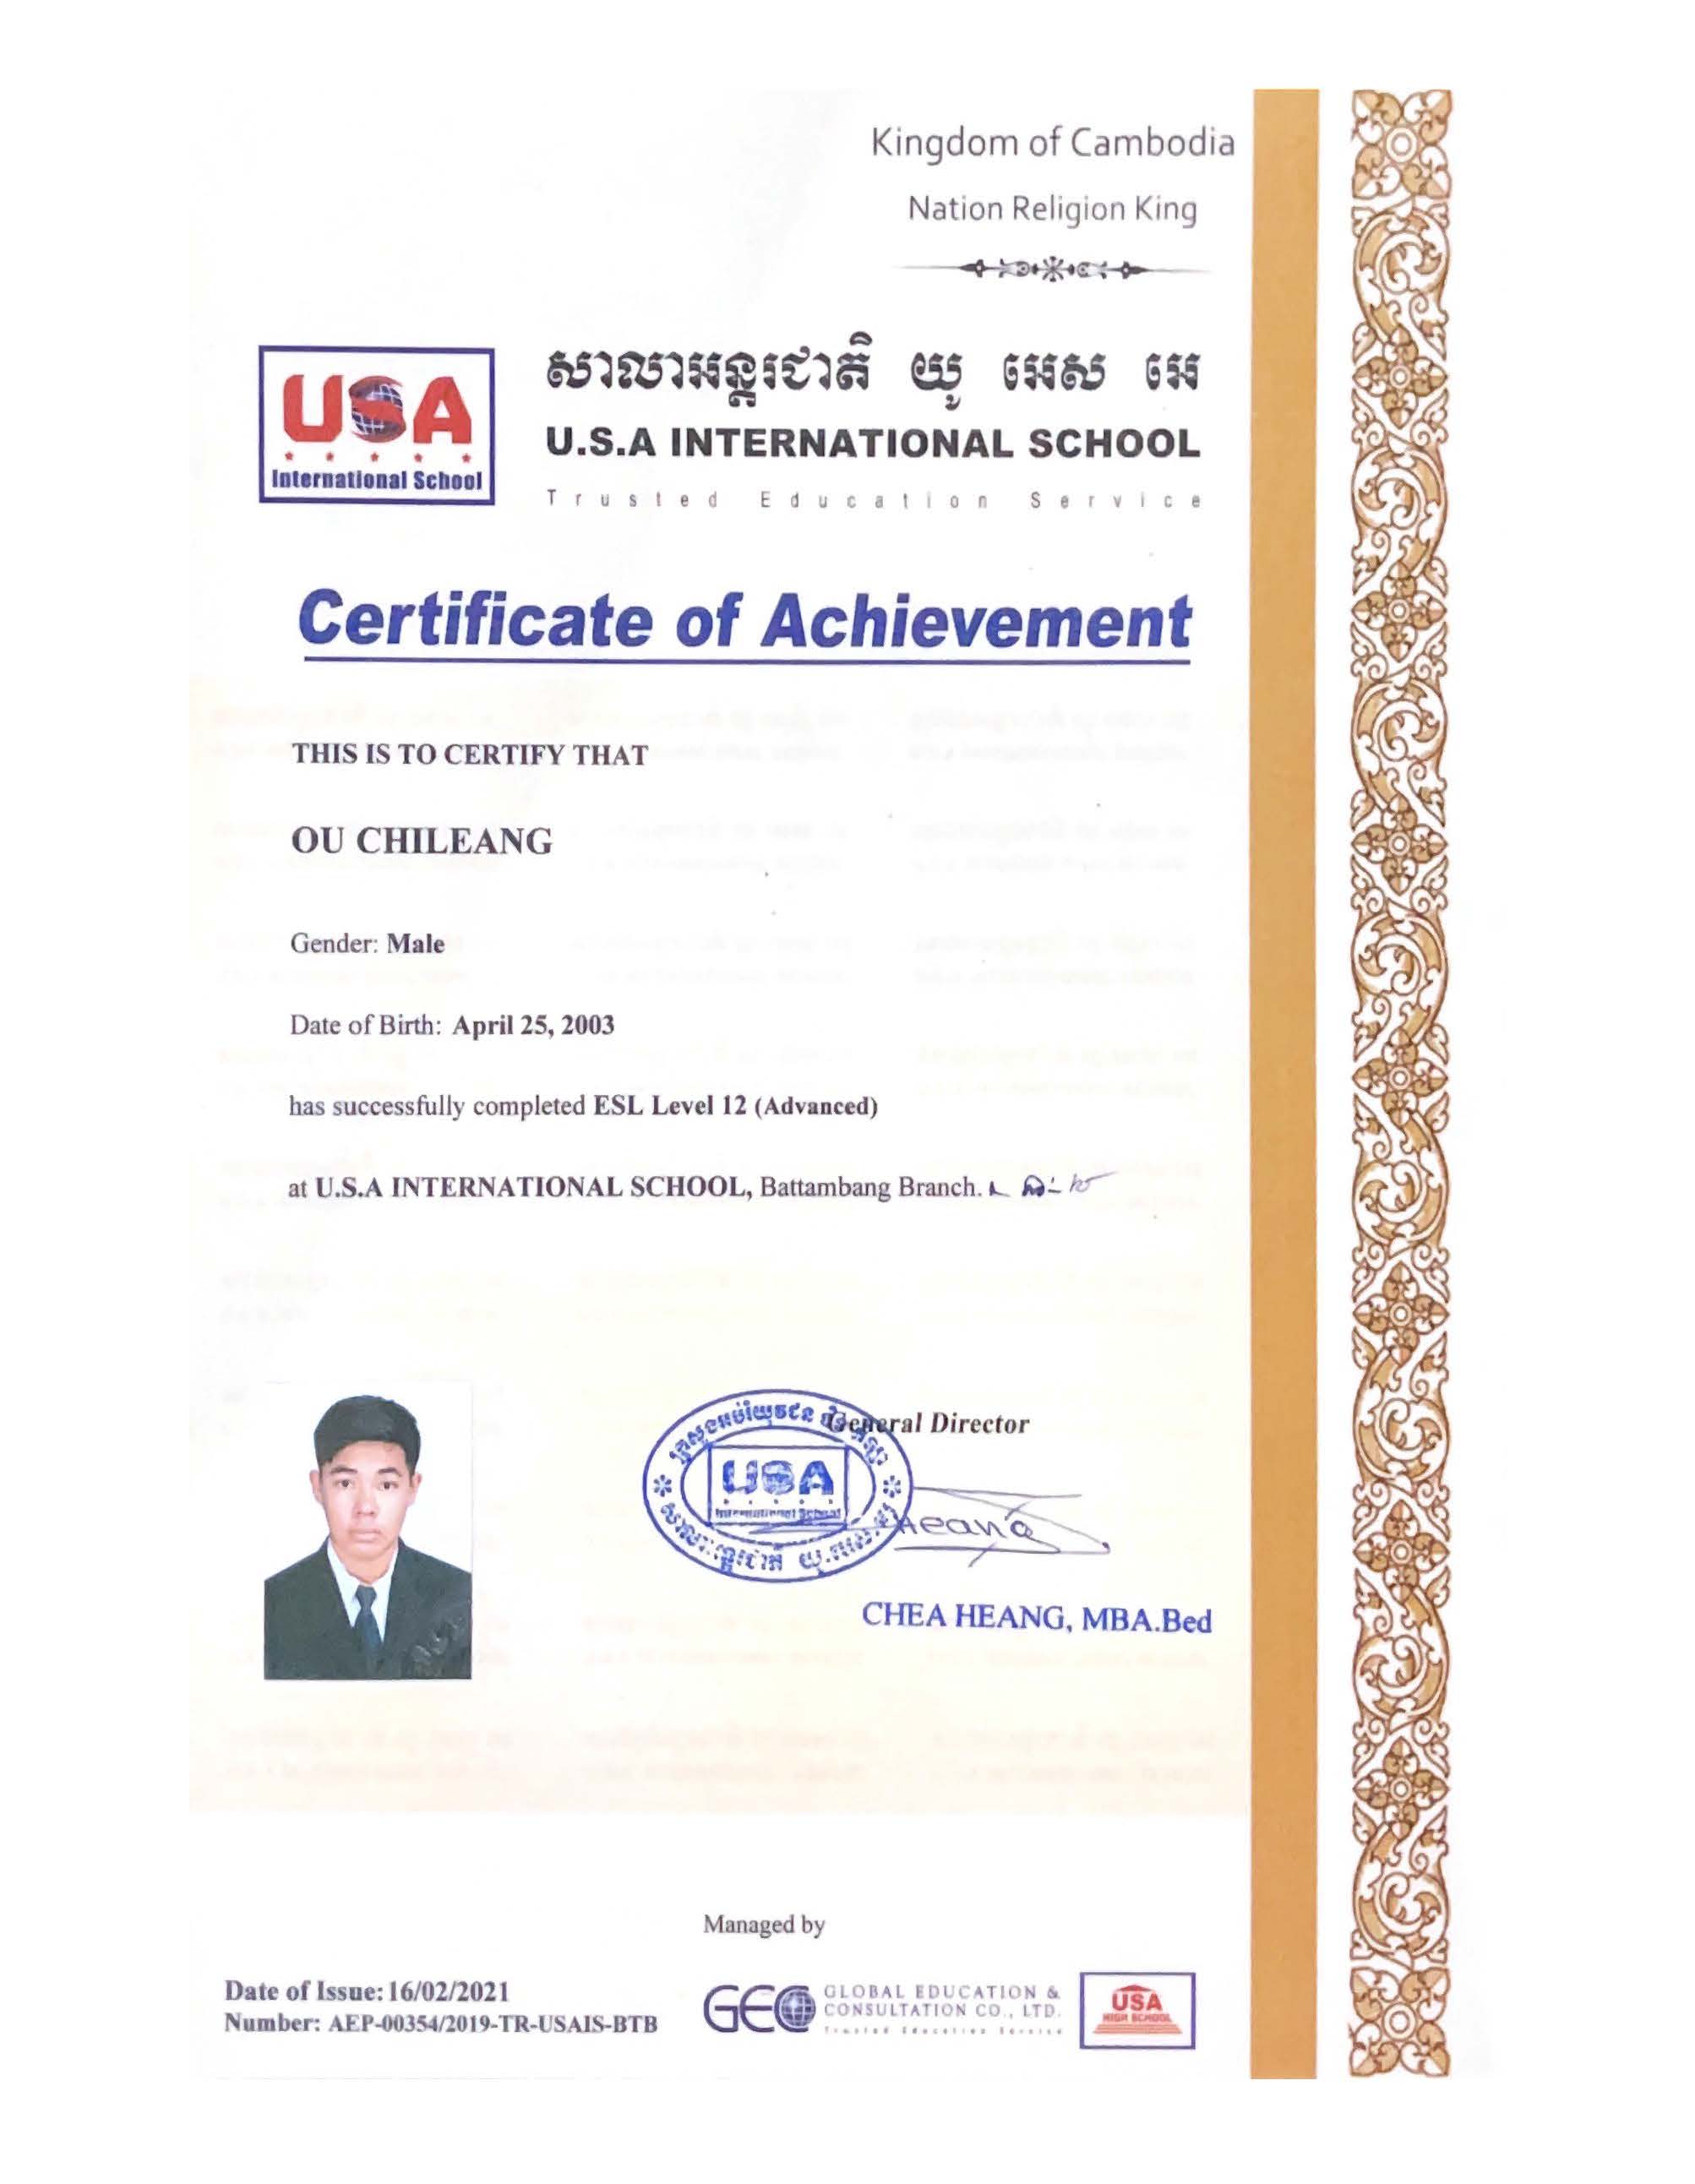 Kingdom of Cambodia
Nation Religion King
USA
International School
សាលាអន្តរជាតិ យូ អេស អេ
U.S.A INTERNATIONAL SCHOOL
Trusted Education Service
Certificate of Achievement
THIS IS TO CERTIFY THAT
OU CHILEANG
Gender: Male
Date of Birth: April 25, 2003
has successfully completed ESL Level 12 (Advanced)
at U.S.A INTERNATIONAL SCHOOL, Battambang Branch.
General Director
USA
International School
Heang
CHEA HEANG, MBA.Bed
Managed by
Date of Issue: 16/02/2021
Number: AEP-00354/2019-TR-USAIS-BTB
GEC
GLOBAL EDUCATION &
CONSULTATION CO., LTD.
Trusted Education Service
USA
HIGH SCHOOL